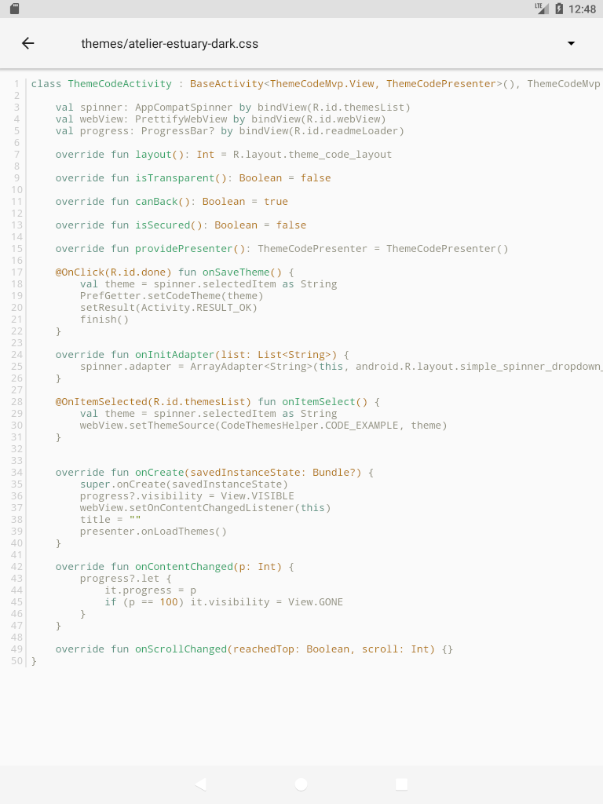 LTE 12:48
themes/atelier-estuary-dark.css
1 class ThemeCodeActivity : BaseActivity<ThemeCodeMvp.View, ThemeCodePresenter>(), ThemeCodeMvp
2
3 val spinner: AppCompatSpinner by bindView(R.id.themesList)
4 val webView: PrettifyWebView by bindView(R.id.webView)
5 val progress: ProgressBar? by bindView(R.id.readmeLoader)
6
7 override fun layout(): Int = R.layout.theme_code_layout
8
9 override fun isTransparent(): Boolean = false
10
11 override fun canBack(): Boolean = true
12
13 override fun isSecured(): Boolean = false
14
15 override fun providePresenter(): ThemeCodePresenter = ThemeCodePresenter()
16
17 @OnClick(R.id.done) fun onSaveTheme() {
18 val theme = spinner.selectedItem as String
19 PrefGetter.setCodeTheme(theme)
20 setResult(Activity.RESULT_OK)
21 finish()
22 }
23
24 override fun onInitAdapter(list: List<String>) {
25 spinner.adapter = ArrayAdapter<String>(this, android.R.layout.simple_spinner_dropdown_
26 }
27
28 @OnItemSelected(R.id.themesList) fun onItemSelect() {
29 val theme = spinner.selectedItem as String
30 webView.setThemeSource(CodeThemesHelper.CODE_EXAMPLE, theme)
31 }
32
33
34 override fun onCreate(savedInstanceState: Bundle?) {
35 super.onCreate(savedInstanceState)
36 progress?.visibility = View.VISIBLE
37 webView.setOnContentChangedListener(this)
38 title = ""
39 presenter.onLoadThemes()
40 }
41
42 override fun onContentChanged(p: Int) {
43 progress?.let {
44 it.progress = p
45 if (p == 100) it.visibility = View.GONE
46 }
47 }
48
49 override fun onScrollChanged(reachedTop: Boolean, scroll: Int) {}
50 }